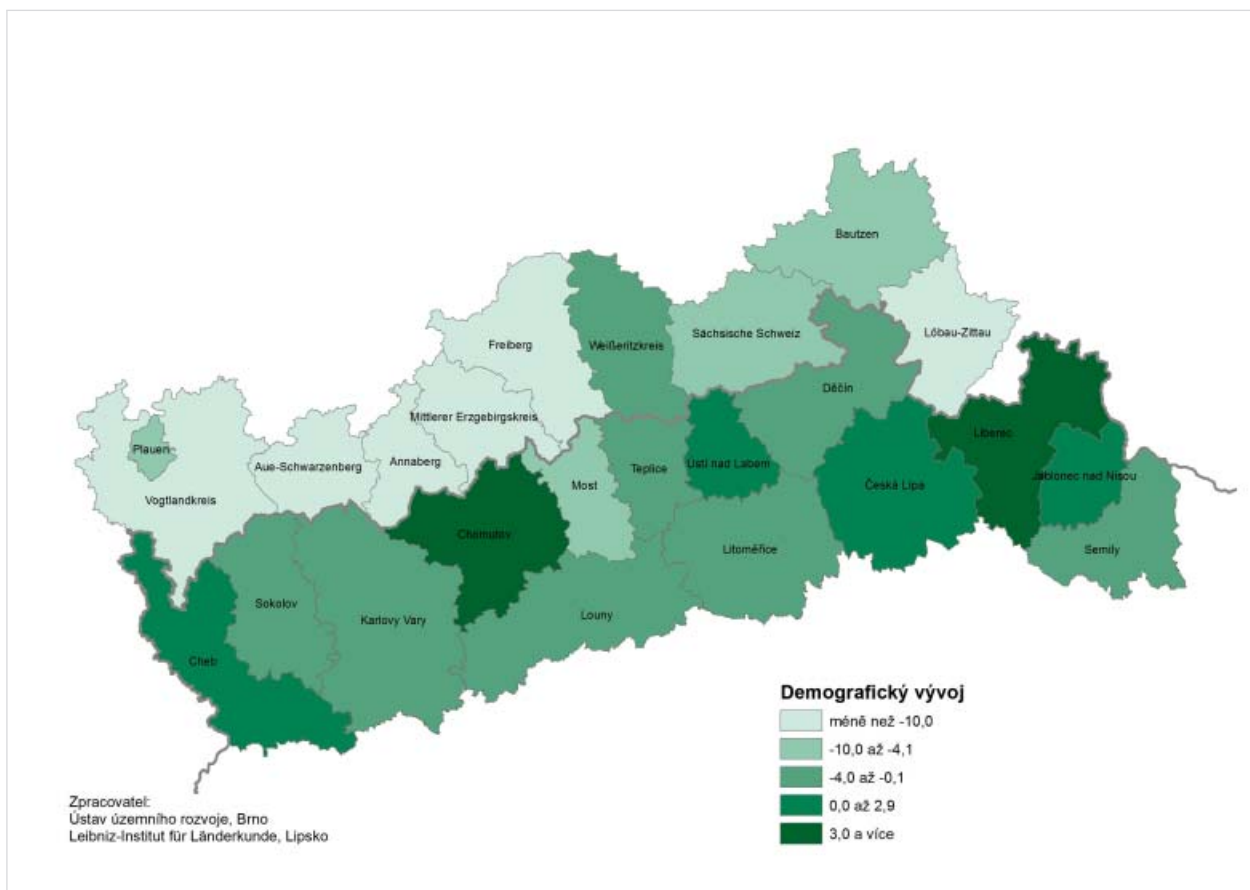 Bautzen
Löbau-Zittau
Sächsische Schweiz
Freiberg
Weißeritzkreis
Děčín
Mittlerer Erzgebirgskreis
Liberec
Plauen
Aue-Schwarzenberg
Annaberg
Teplice
Ústí nad Labem
Jablonec nad Nisou
Most
Česká Lípa
Vogtlandkreis
Chomutov
Litoměřice
Semily
Sokolov
Karlovy Vary
Louny
Cheb
Demografický vývoj
méně než -10,0
-10,0 až -4,1
-4,0 až -0,1
0,0 až 2,9
3,0 a více
Zpracovatel:
Ústav územního rozvoje, Brno
Leibniz-Institut für Länderkunde, Lipsko